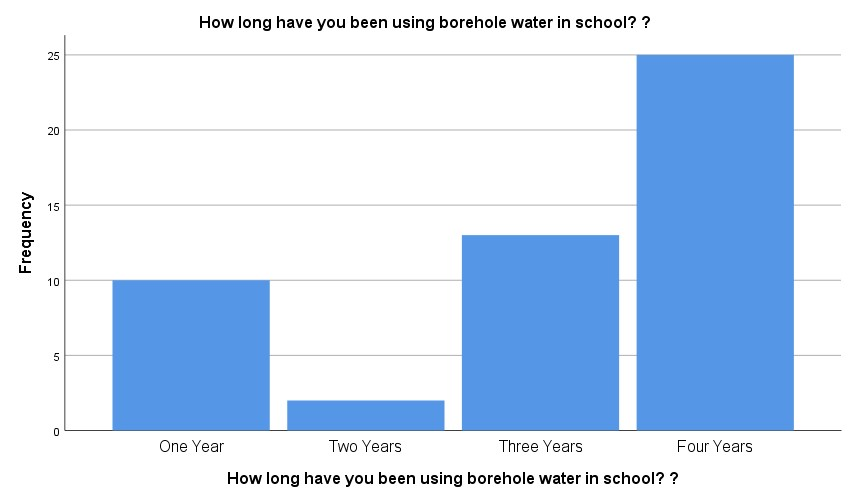 How long have you been using borehole water in school? ?
25
20
15
10
5
0
Frequency
One Year
Two Years
Three Years
Four Years
How long have you been using borehole water in school? ?